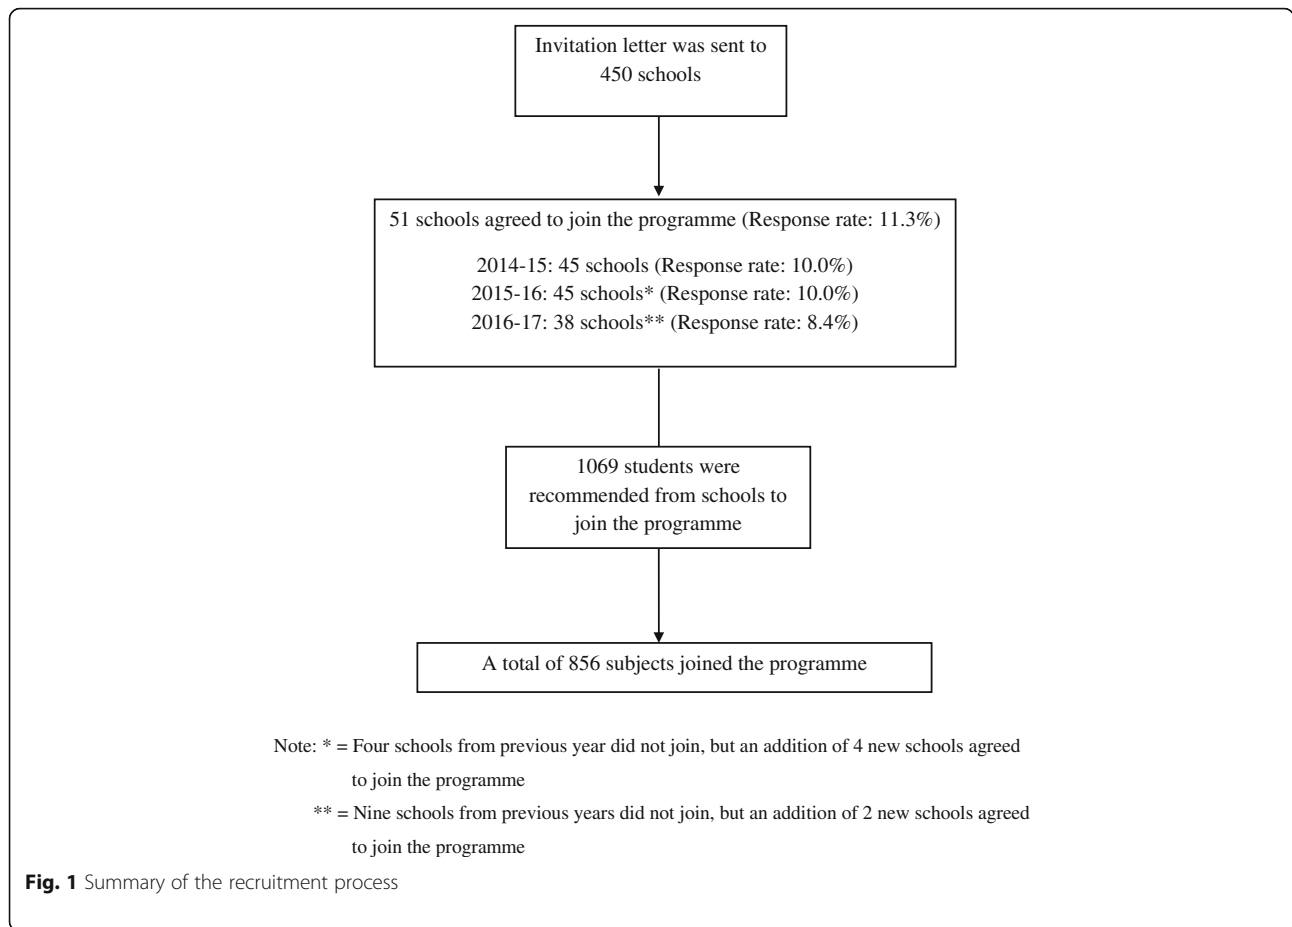 Invitation letter was sent to
450 schools
51 schools agreed to join the programme (Response rate: 11.3%)
2014-15: 45 schools (Response rate: 10.0%)
2015-16: 45 schools* (Response rate: 10.0%)
2016-17: 38 schools** (Response rate: 8.4%)
1069 students were
recommended from schools to
join the programme
A total of 856 subjects joined the programme
Note: * = Four schools from previous year did not join, but an addition of 4 new schools agreed
to join the programme
** = Nine schools from previous years did not join, but an addition of 2 new schools agreed
to join the programme
Fig. 1 Summary of the recruitment process